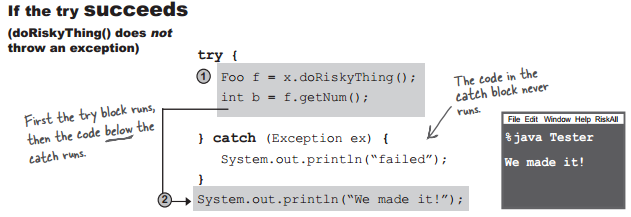 If the try succeeds
(doRiskyThing() does not
throw an exception)
try {
1 Foo f = x.doRiskyThing();
int b = f.getNum();
First the try block runs,
then the code below the
catch runs.
The code in the
catch block never
runs.
} catch (Exception ex) {
System.out.println(“failed”);
}
2 System.out.println(“We made it!”);
File Edit Window Help RiskAll
%java Tester
We made it!